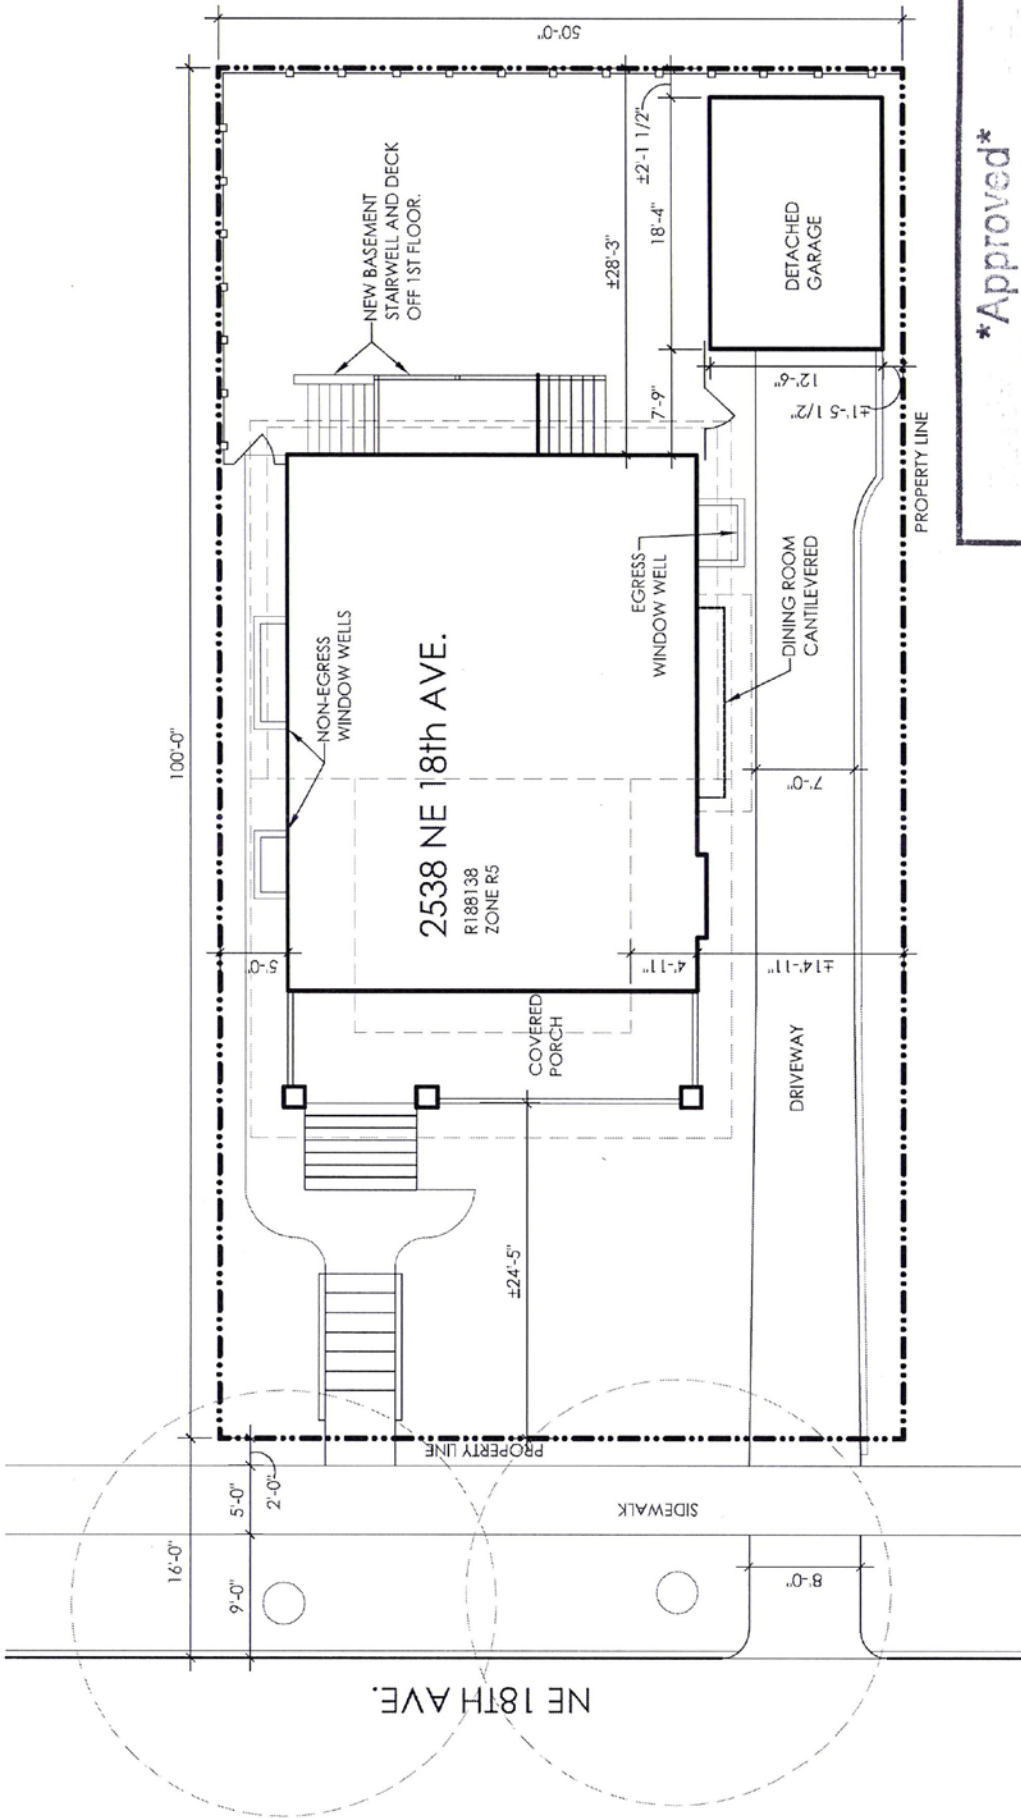 100'-0"
16'-0"
5'-0"
2'-0"
9'-0"
50'-0"
NEW BASEMENT
STAIRWELL AND DECK
OFF 1ST FLOOR.
±28'-3"
±2'-1 1/2"
18'-4"
7'-9"
DETACHED
GARAGE
12'-6"
±1'-5 1/2"
PROPERTY LINE
NON-EGRESS
WINDOW WELLS
EGRESS
WINDOW WELL
DINING ROOM
CANTILEVERED
7'-0"
2538 NE 18th AVE.
R188138
ZONE R5
5'-0"
4'-11"
±14'-11"
COVERED
PORCH
DRIVEWAY
±24'-5"
PROPERTY LINE
SIDEWALK
8'-0"
NE 18TH AVE.
*Approved*